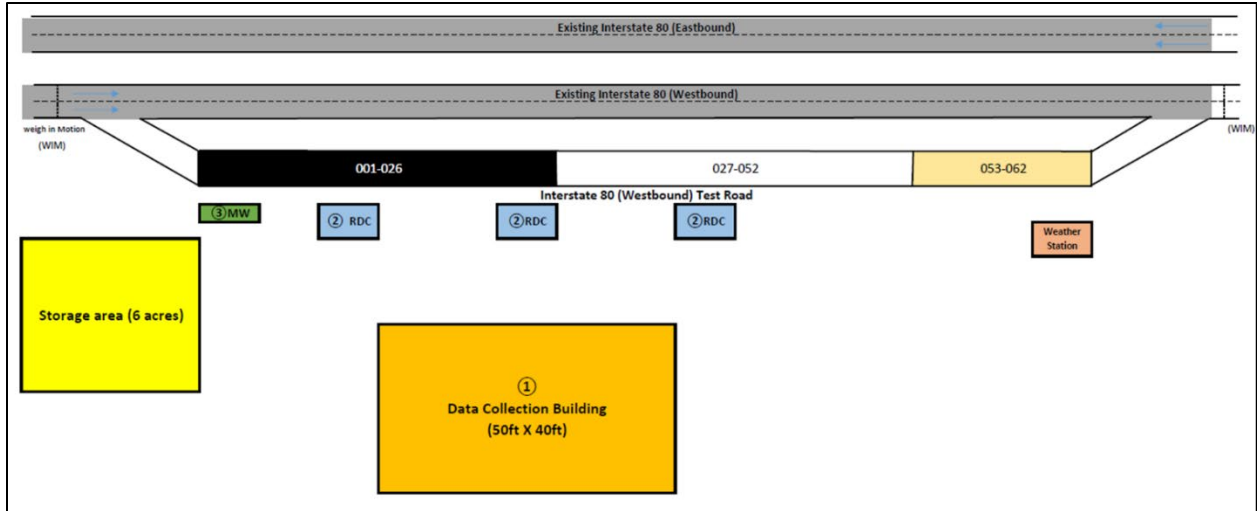 Existing Interstate 80 (Eastbound)
Existing Interstate 80 (Westbound)
weigh in Motion
(WIM)
(WIM)
001-026
027-052
053-062
Interstate 80 (Westbound) Test Road
③MW
② RDC
②RDC
②RDC
Weather
Station
Storage area (6 acres)
①
Data Collection Building
(50ft X 40ft)